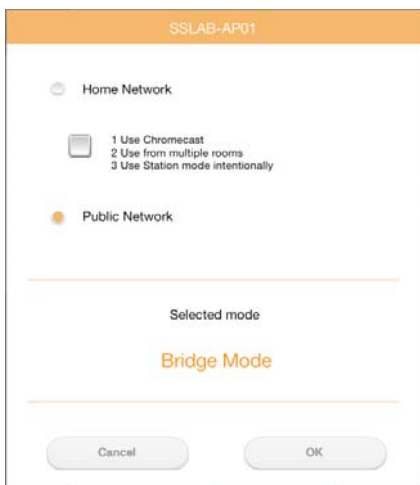 SSLAB-AP01
Home Network
1 Use Chromecast
2 Use from multiple rooms
3 Use Station mode intentionally
Public Network
Selected mode
Bridge Mode
Cancel
OK